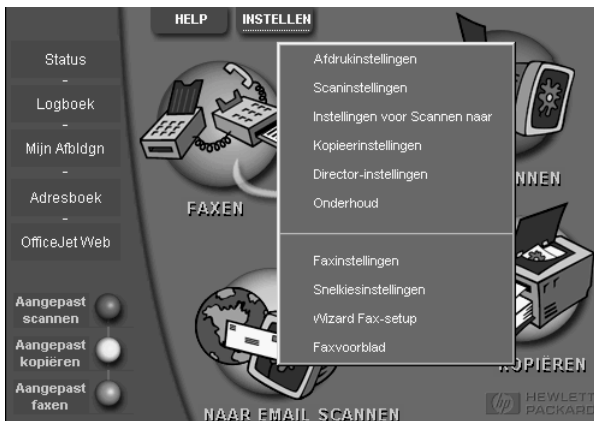 HELP
INSTELLEN
Status
Logboek
Mijn Afbldgn
Adresboek
OfficeJet Web
Aangepast
scannen
Aangepast
kopiëren
Aangepast
faxen
FAXEN
Afdrukinstellingen
Scaninstellingen
Instellingen voor Scannen naar
Kopieerinstellingen
Director-instellingen
Onderhoud
Faxinstellingen
Snelkiesinstellingen
Wizard Fax-setup
Faxvoorblad
NNEN
KOPIËREN
NAAR EMAIL SCANNEN
hp HEWLETT
PACKARD